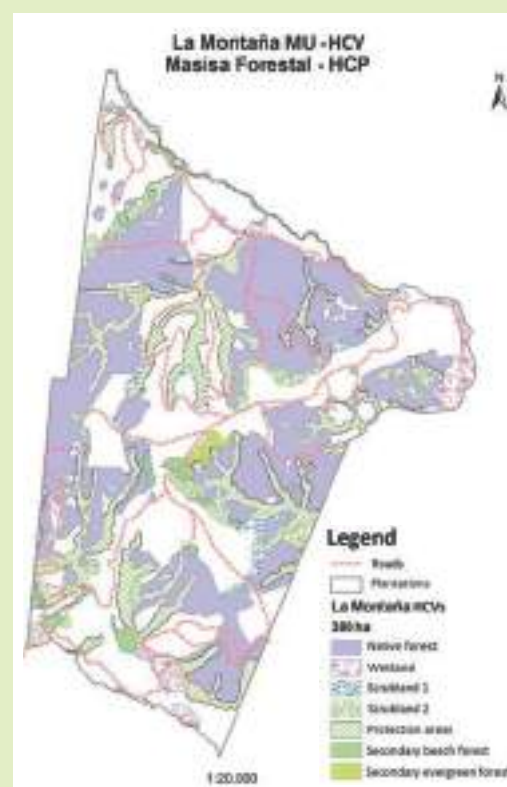 La Montaña MU -HCV
Masisa Forestal - HCP
N
Legend
Roads
Plantations
La Montaña HCVs
Native forest
Wetland
Scrubland 1
Scrubland 2
Protection areas
Secondary beech forest
Secondary evergreen forest
1:20.000